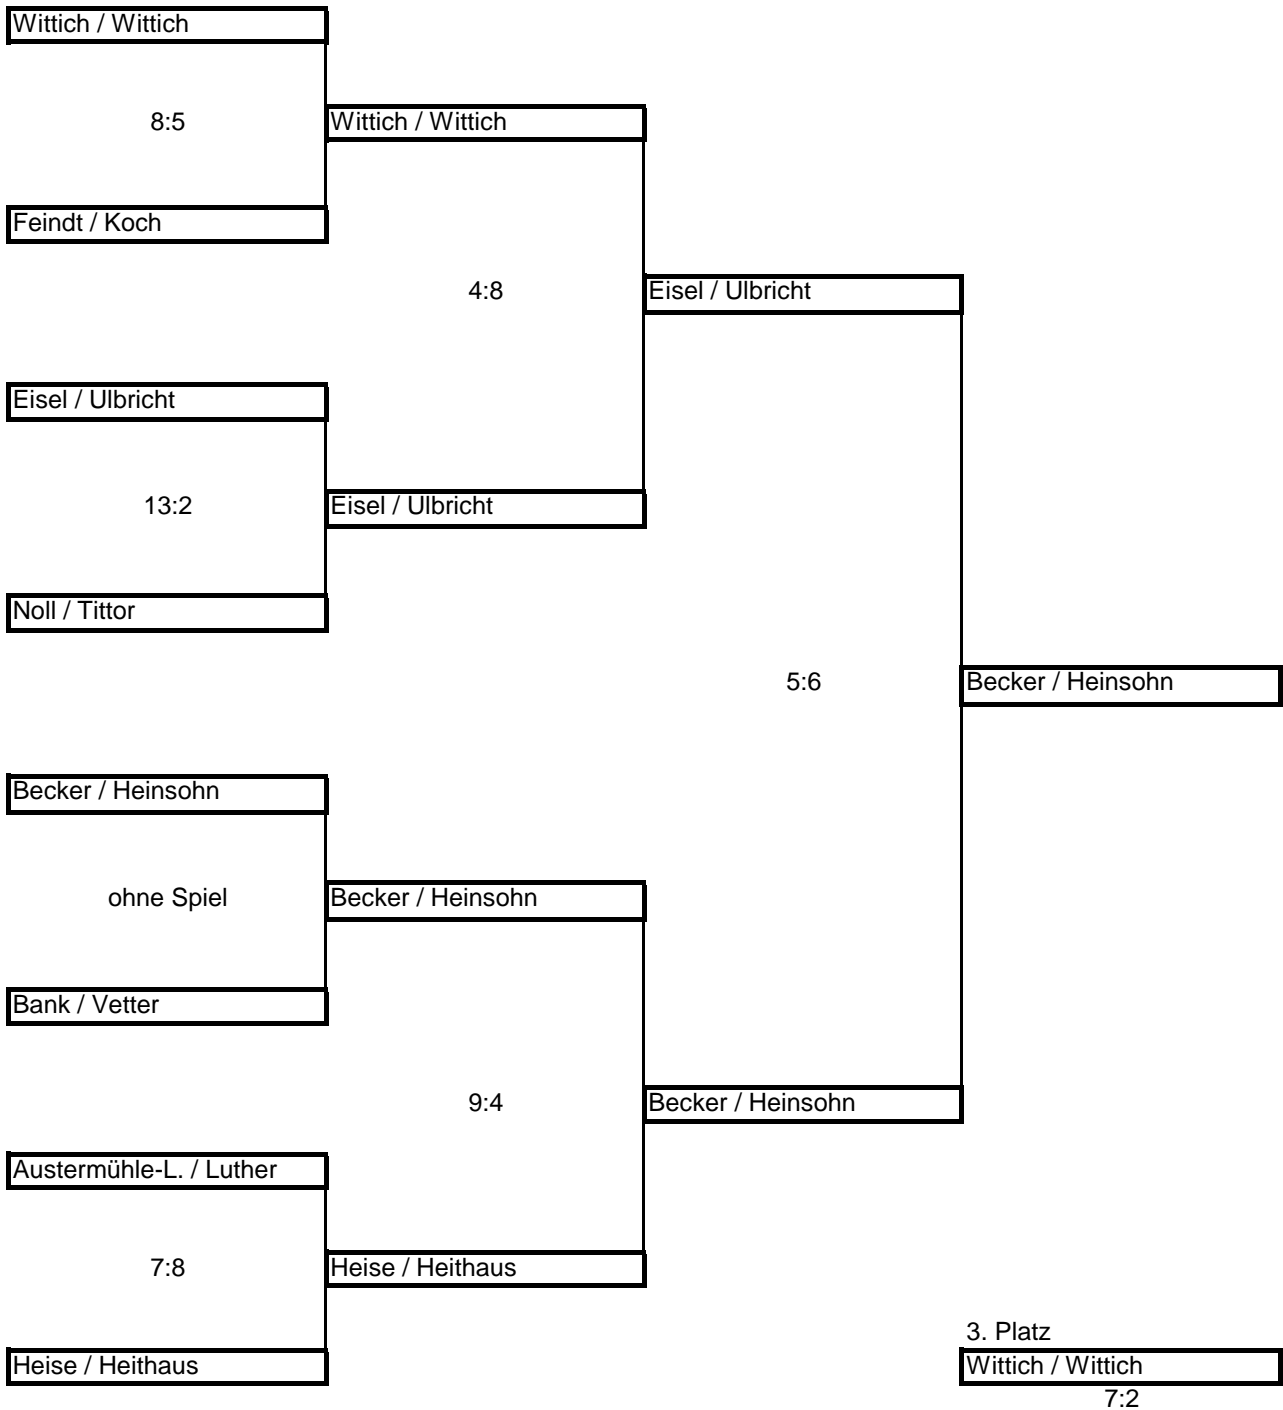 Wittich / Wittich
8:5
Wittich / Wittich
Feindt / Koch
4:8
Eisel / Ulbricht
Eisel / Ulbricht
13:2
Eisel / Ulbricht
Noll / Tittor
5:6
Becker / Heinsohn
Becker / Heinsohn
ohne Spiel
Becker / Heinsohn
Bank / Vetter
9:4
Becker / Heinsohn
Austermühle-L. / Luther
7:8
Heise / Heithaus
3. Platz
Heise / Heithaus
Wittich / Wittich
7:2